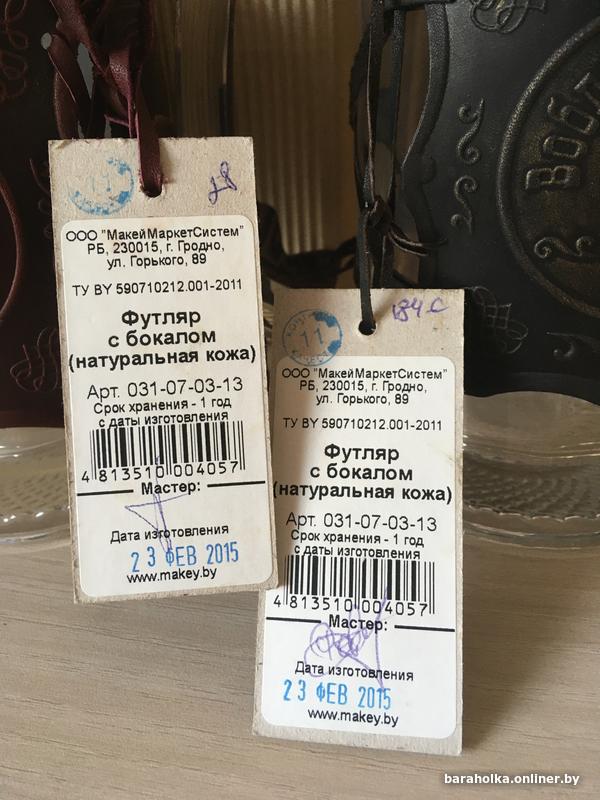 28
ООО "МакейМаркетСистем"
РБ, 230015, г. Гродно,
ул. Горького, 89
ТУ BY 590710212.001-2011
Футляр
с бокалом
(натуральная кожа)
Арт. 031-07-03-13
Срок хранения - 1 год
с даты изготовления
4 813510 004057
Мастер:
Дата изготовления
23 ФЕВ 2015
www.makey.by
184 С
11
ООО "МакейМаркетСистем"
РБ, 230015, г. Гродно,
ул. Горького, 89
ТУ BY 590710212.001-2011
Футляр
с бокалом
(натуральная кожа)
Арт. 031-07-03-13
Срок хранения - 1 год
с даты изготовления
4 813510 004057
Мастер:
Дата изготовления
23 ФЕВ 2015
www.makey.by
baraholka.onliner.by